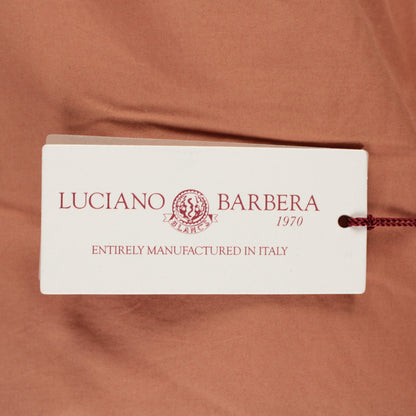 LUCIANO BARBERA
1970
ENTIRELY MANUFACTURED IN ITALY